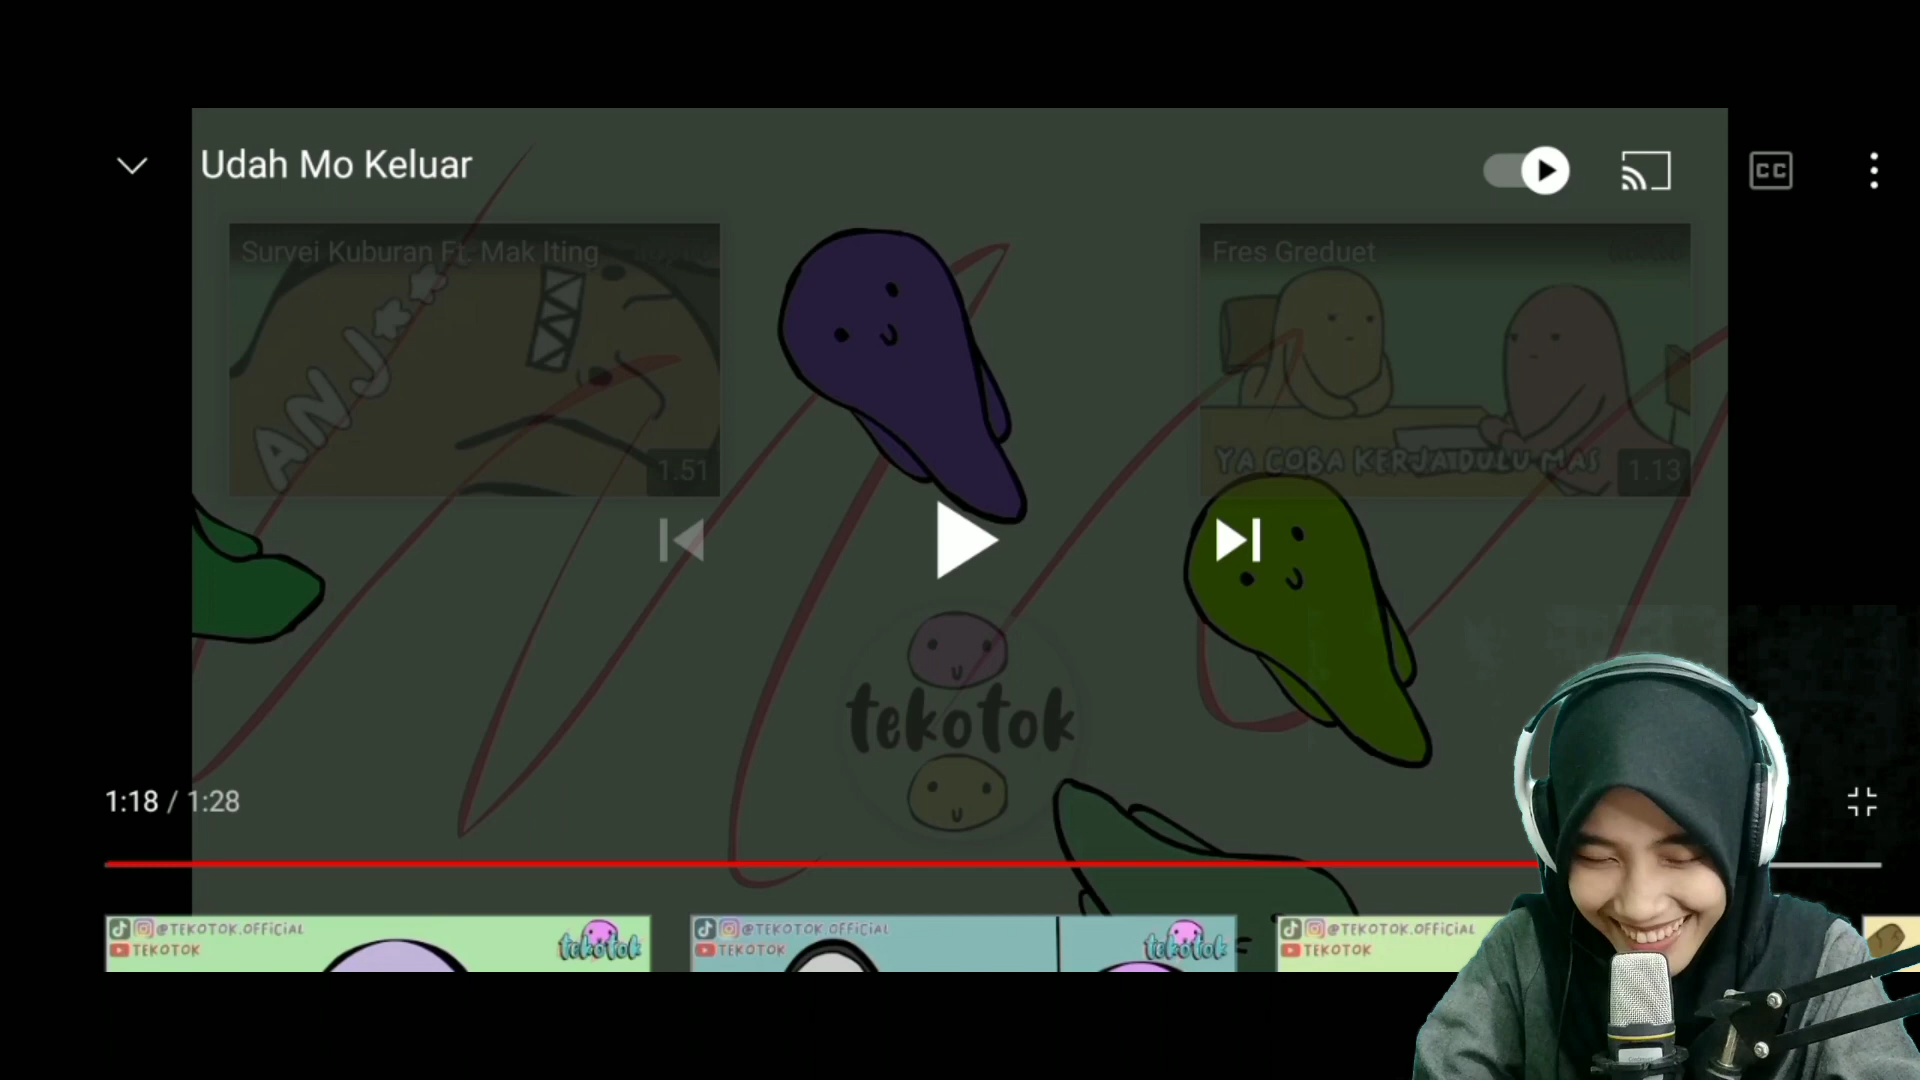 Udah Mo Keluar
CC
Survei Kuburan Ft. Mak Iting
Fres Greduet
ANJ
1.51
YA COBA KERJA DULU MAS
1.13
tekotok
1:18 / 1:28
@TEKOTOK.OFFICIAL
TEKOTOK
tekotok
@TEKOTOK.OFFICIAL
TEKOTOK
tekotok
@TEKOTOK.OFFICIAL
TEKOTOK